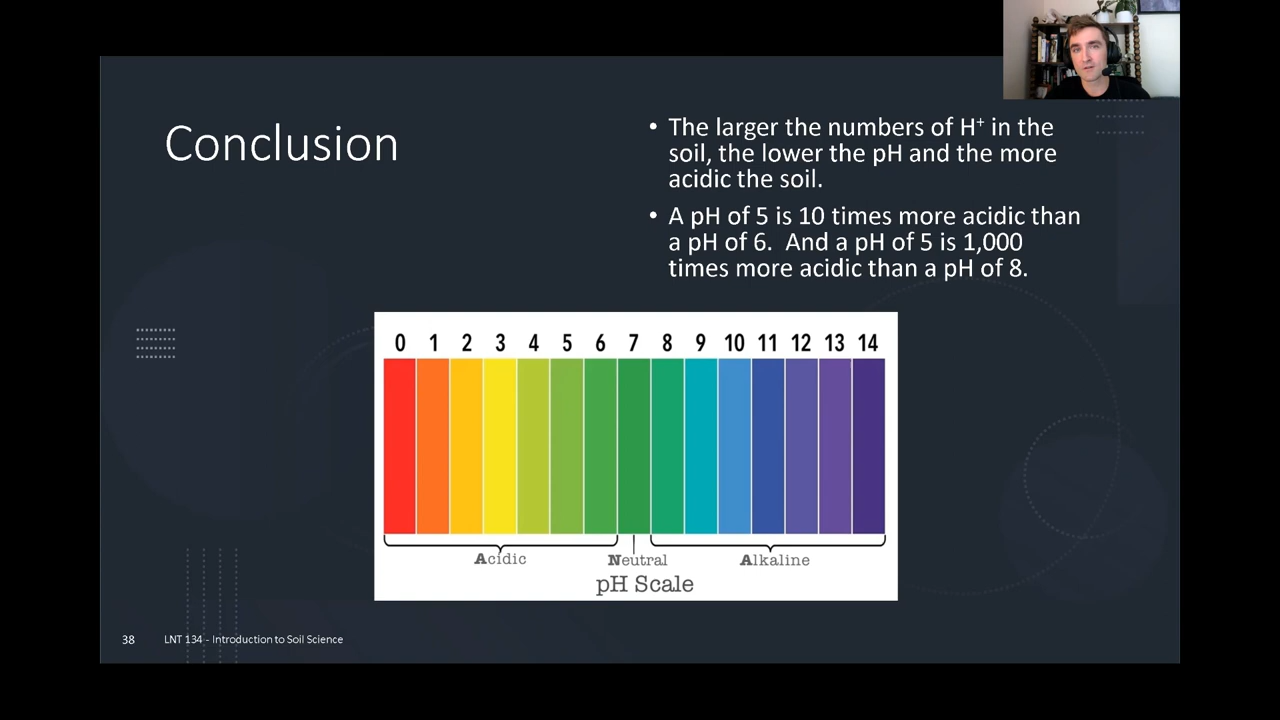 Conclusion
• The larger the numbers of H⁺ in the
soil, the lower the pH and the more
acidic the soil.
• A pH of 5 is 10 times more acidic than
a pH of 6.  And a pH of 5 is 1,000
times more acidic than a pH of 8.
0 1 2 3 4 5 6 7 8 9 10 11 12 13 14
Acidic Neutral Alkaline
pH Scale
38 LNT 134 - Introduction to Soil Science